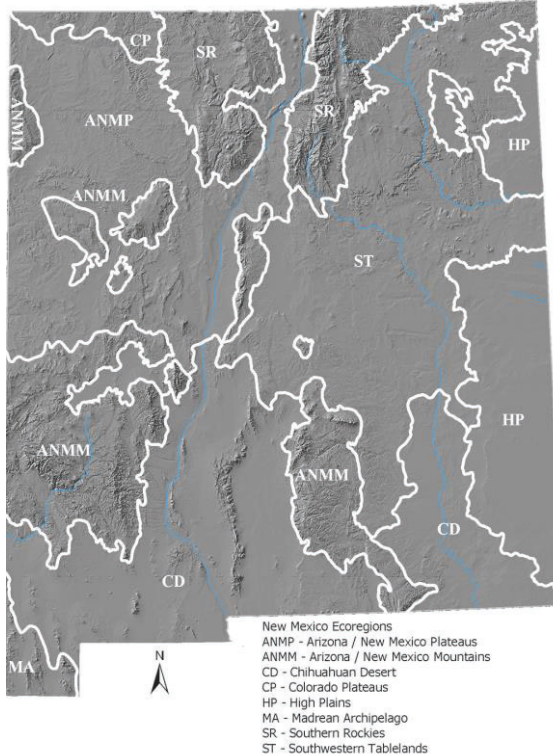 CP
SR
ANMM
ANMP
SR
HP
ANMM
ST
HP
ANMM
ANMM
CD
CD
MA
N
New Mexico Ecoregions
ANMP - Arizona / New Mexico Plateaus
ANMM - Arizona / New Mexico Mountains
CD - Chihuahuan Desert
CP - Colorado Plateaus
HP - High Plains
MA - Madrean Archipelago
SR - Southern Rockies
ST - Southwestern Tablelands